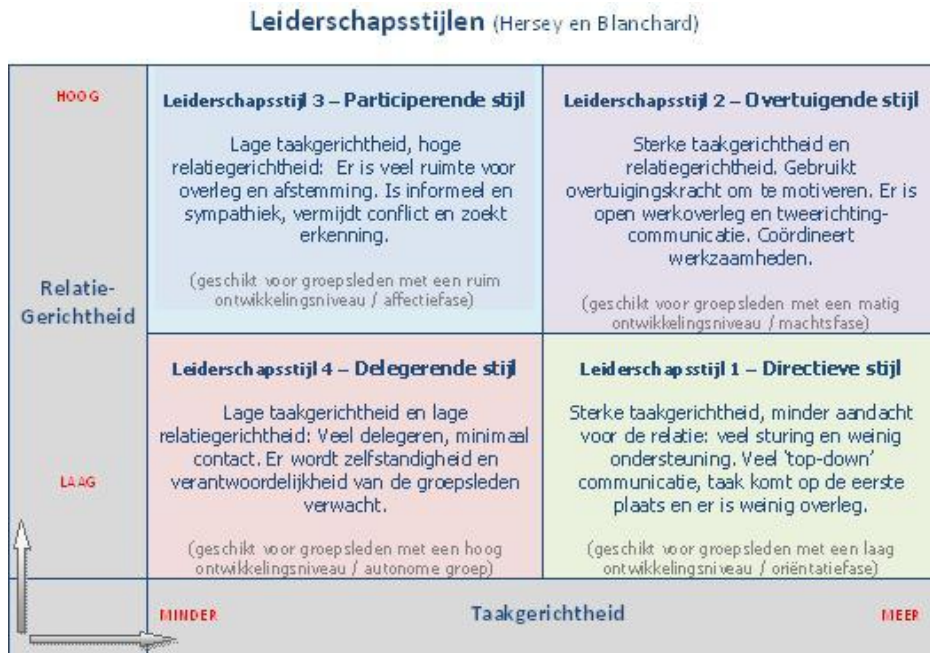 Leiderschapsstijlen (Hersey en Blanchard)
HOOG
Leiderschapsstijl 3 – Participerende stijl
Lage taakgerichtheid, hoge
relatiegerichtheid: Er is veel ruimte voor
overleg en afstemming. Is informeel en
sympathiek, vermijdt conflict en zoekt
erkenning.
(geschikt voor groepsleden met een ruim
ontwikkelingsniveau / affectiefase)
Leiderschapsstijl 2 – Overtuigende stijl
Sterke taakgerichtheid en
relatiegerichtheid. Gebruikt
overtuigingskracht om te motiveren. Er is
open werkoverleg en tweerichting-
communicatie. Coördineert
werkzaamheden.
(geschikt voor groepsleden met een matig
ontwikkelingsniveau / machtsfase)
Relatie-
Gerichtheid
Leiderschapsstijl 4 – Delegerende stijl
Lage taakgerichtheid en lage
relatiegerichtheid: Veel delegeren, minimaal
contact. Er wordt zelfstandigheid en
verantwoordelijkheid van de groepsleden
verwacht.
(geschikt voor groepsleden met een hoog
ontwikkelingsniveau / autonome groep)
Leiderschapsstijl 1 – Directieve stijl
Sterke taakgerichtheid, minder aandacht
voor de relatie: veel sturing en weinig
ondersteuning. Veel 'top-down'
communicatie, taak komt op de eerste
plaats en er is weinig overleg.
(geschikt voor groepsleden met een laag
ontwikkelingsniveau / oriëntatiefase)
LAAG
MINDER
Taakgerichtheid
MEER